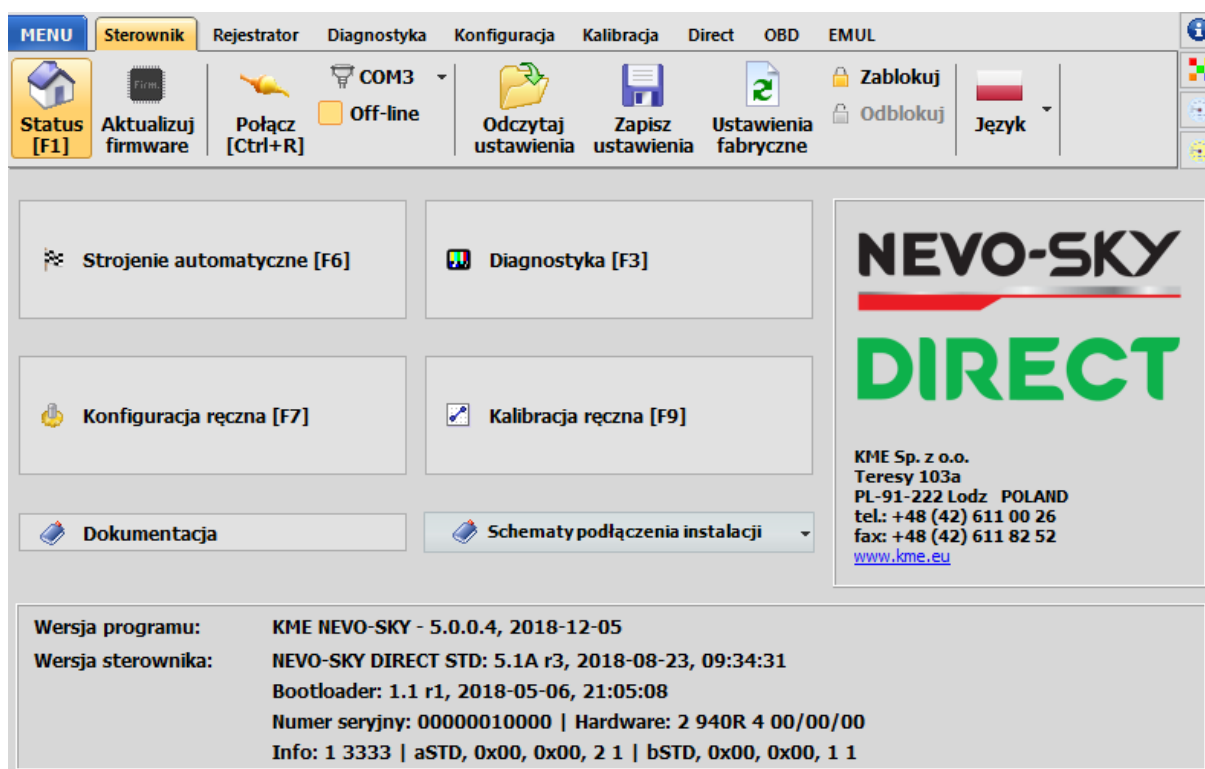 MENU Sterownik Rejestrator Diagnostyka Konfiguracja Kalibracja Direct OBD EMUL
Status [F1]
Firm.
Aktualizuj firmware
Połącz [Ctrl+R]
COM3
Off-line
Odczytaj ustawienia
Zapisz ustawienia
Ustawienia fabryczne
Zablokuj
Odblokuj
Język
Strojenie automatyczne [F6]
Diagnostyka [F3]
Konfiguracja ręczna [F7]
Kalibracja ręczna [F9]
Dokumentacja
Schematy podłączenia instalacji
NEVO-SKY
DIRECT
KME Sp. z o.o.
Teresy 103a
PL-91-222 Lodz POLAND
tel.: +48 (42) 611 00 26
fax: +48 (42) 611 82 52
www.kme.eu
Wersja programu: KME NEVO-SKY - 5.0.0.4, 2018-12-05
Wersja sterownika: NEVO-SKY DIRECT STD: 5.1A r3, 2018-08-23, 09:34:31
Bootloader: 1.1 r1, 2018-05-06, 21:05:08
Numer seryjny: 00000010000 | Hardware: 2 940R 4 00/00/00
Info: 1 3333 | aSTD, 0x00, 0x00, 2 1 | bSTD, 0x00, 0x00, 1 1